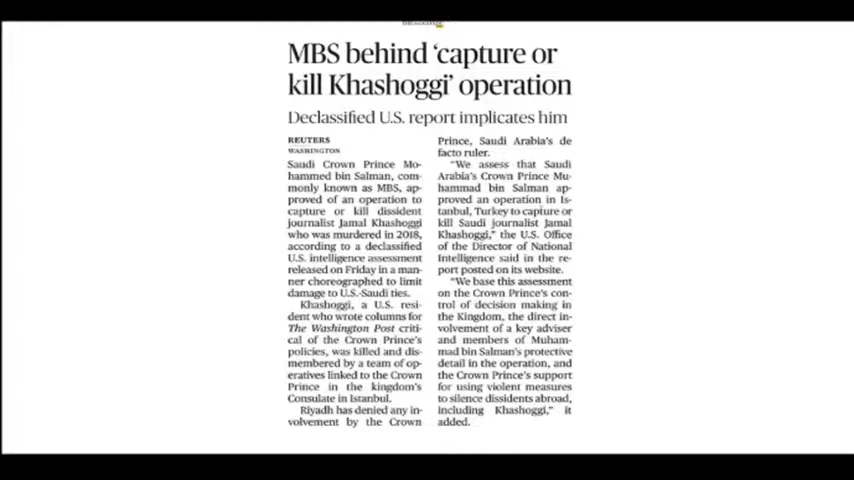 MBS behind ‘capture or
kill Khashoggi’ operation
Declassified U.S. report implicates him
REUTERS
WASHINGTON
Saudi Crown Prince Mo-
hammed bin Salman, com-
monly known as MBS, ap-
proved of an operation to
capture or kill dissident
journalist Jamal Khashoggi
who was murdered in 2018,
according to a declassified
U.S. intelligence assessment
released on Friday in a man-
ner choreographed to limit
damage to U.S.-Saudi ties.
Khashoggi, a U.S. resi-
dent who wrote columns for
The Washington Post criti-
cal of the Crown Prince’s
policies, was killed and dis-
membered by a team of op-
eratives linked to the Crown
Prince in the kingdom’s
Consulate in Istanbul.
Riyadh has denied any in-
volvement by the Crown
Prince, Saudi Arabia’s de
facto ruler.
“We assess that Saudi
Arabia’s Crown Prince Mu-
hammad bin Salman ap-
proved an operation in Is-
tanbul, Turkey to capture or
kill Saudi journalist Jamal
Khashoggi,” the U.S. Office
of the Director of National
Intelligence said in the re-
port posted on its website.
“We base this assessment
on the Crown Prince’s con-
trol of decision making in
the Kingdom, the direct in-
volvement of a key adviser
and members of Muham-
mad bin Salman’s protective
detail in the operation, and
the Crown Prince’s support
for using violent measures
to silence dissidents abroad,
including Khashoggi,” it
added.